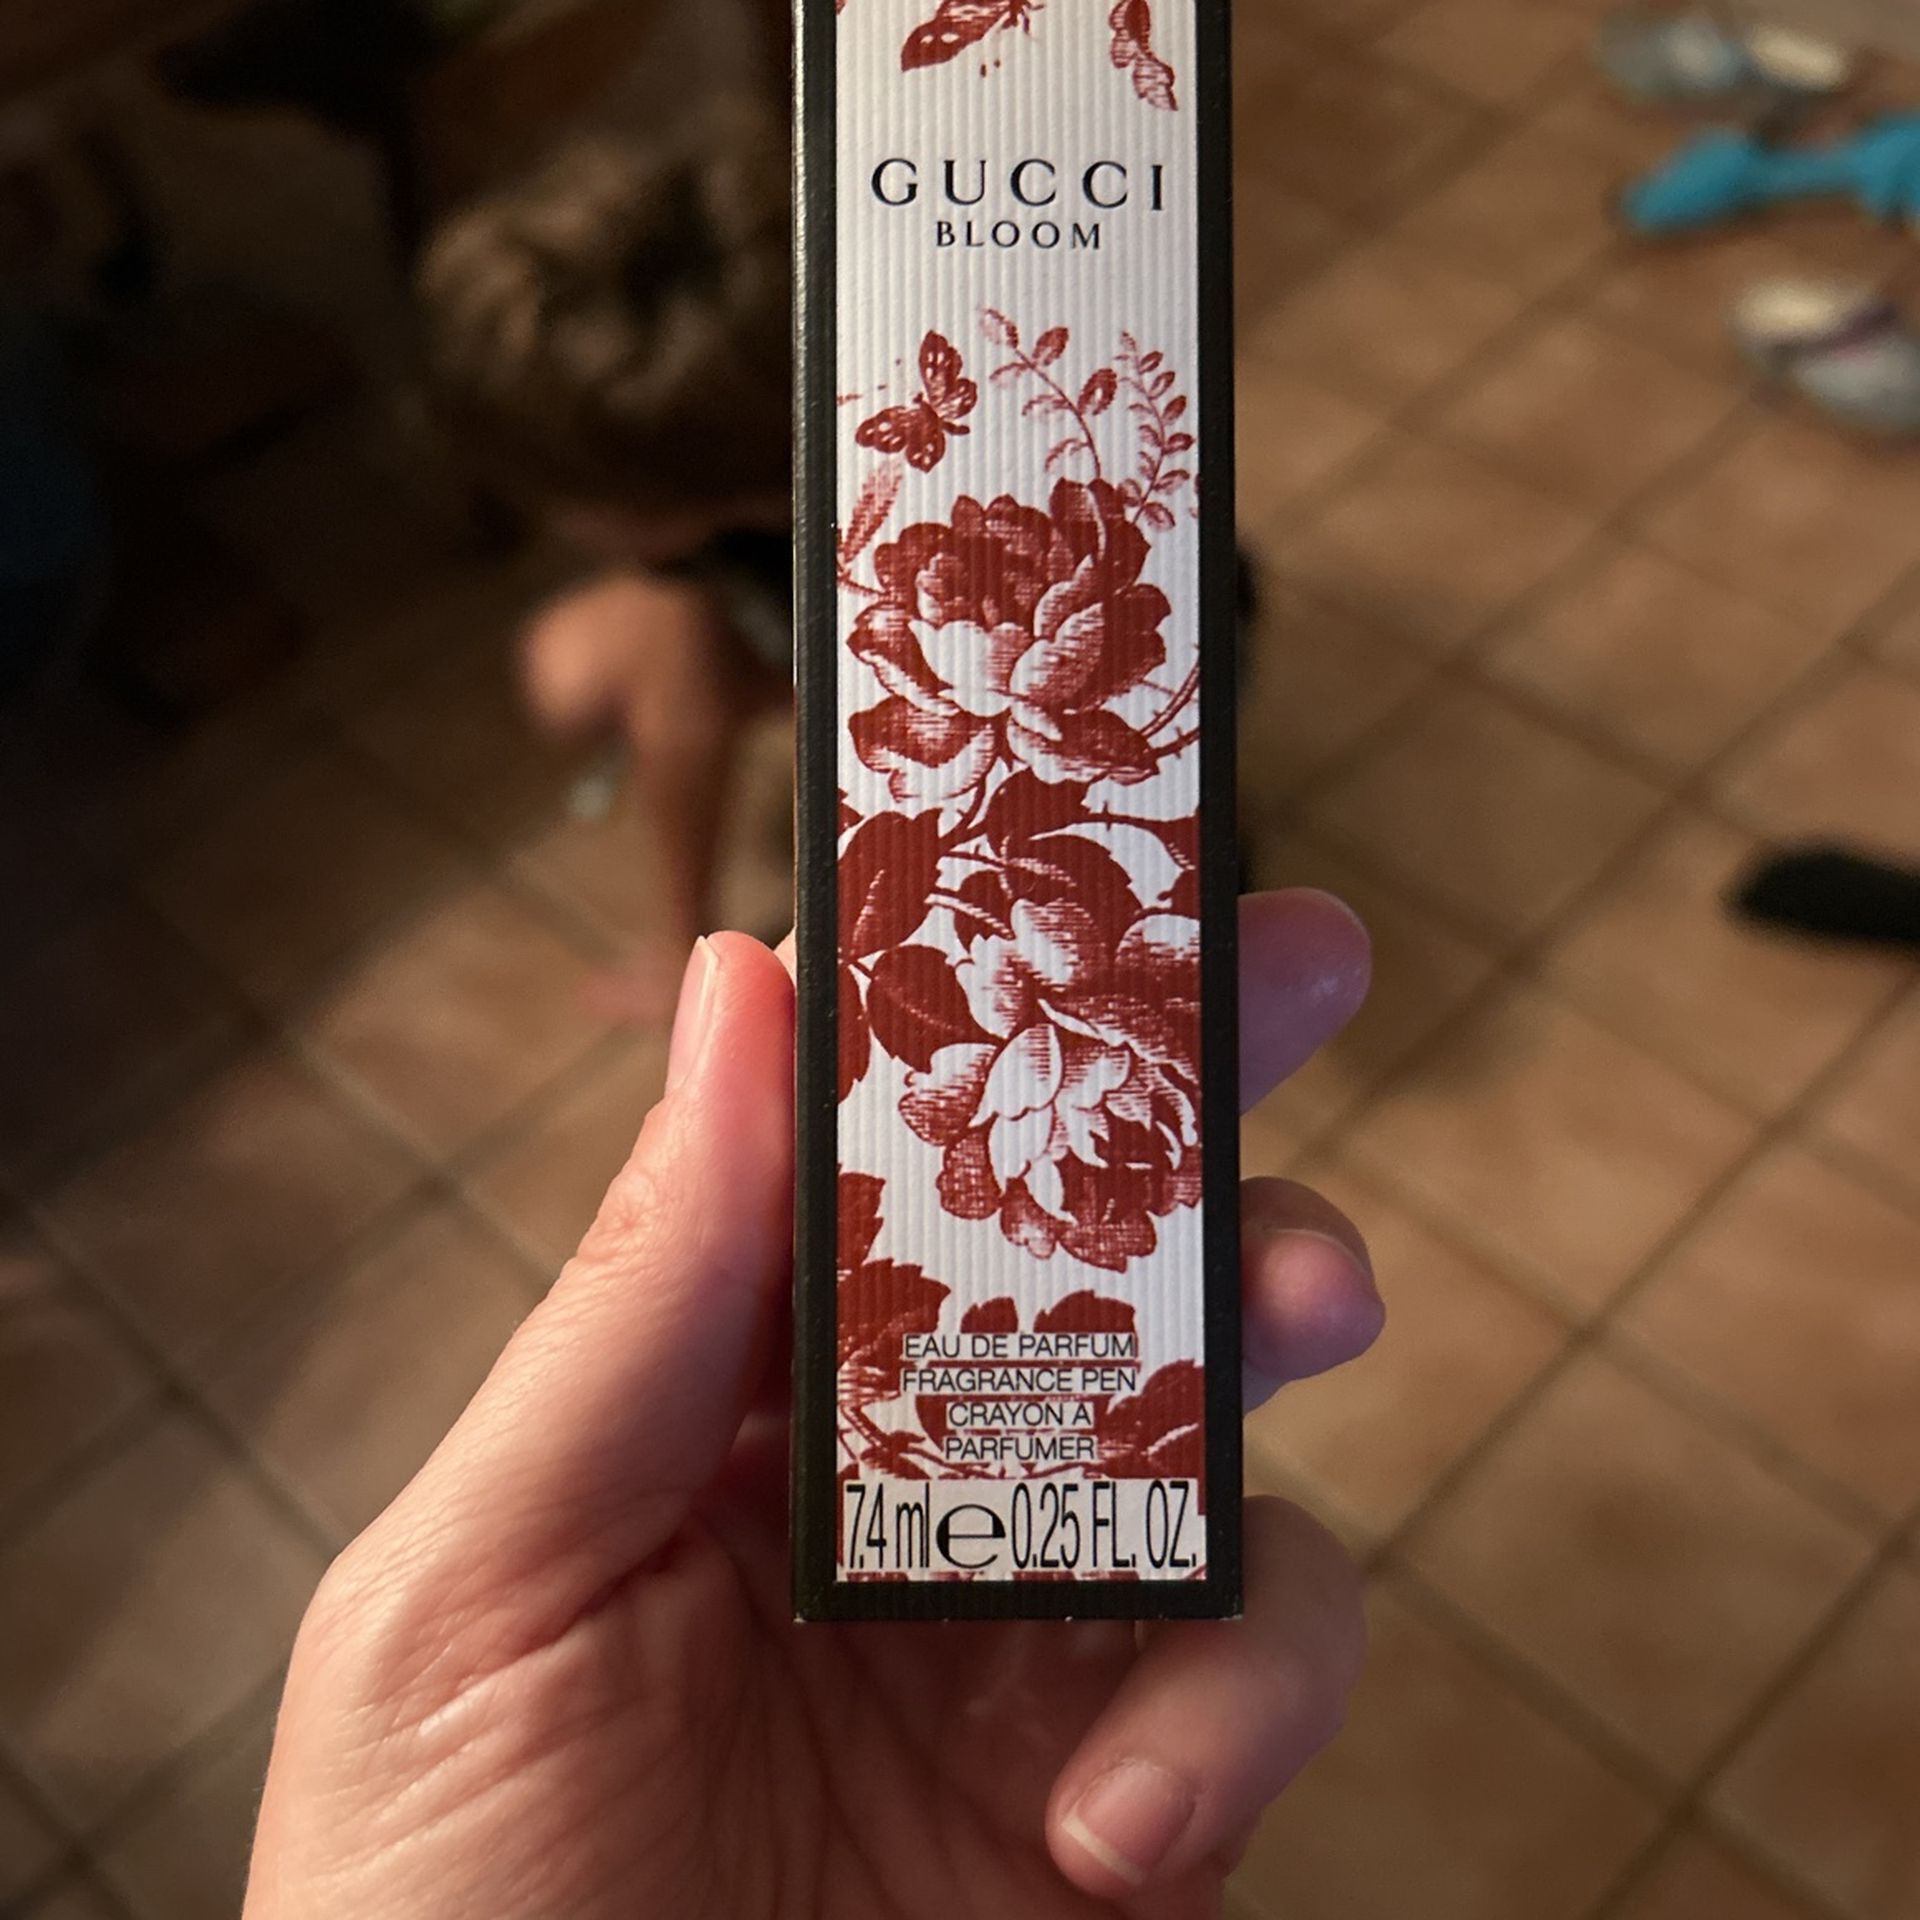 GUCCI
BLOOM
EAU DE PARFUM
FRAGRANCE PEN
CRAYON A
PARFUMER
7.4 ml e 0.25 FL. OZ.